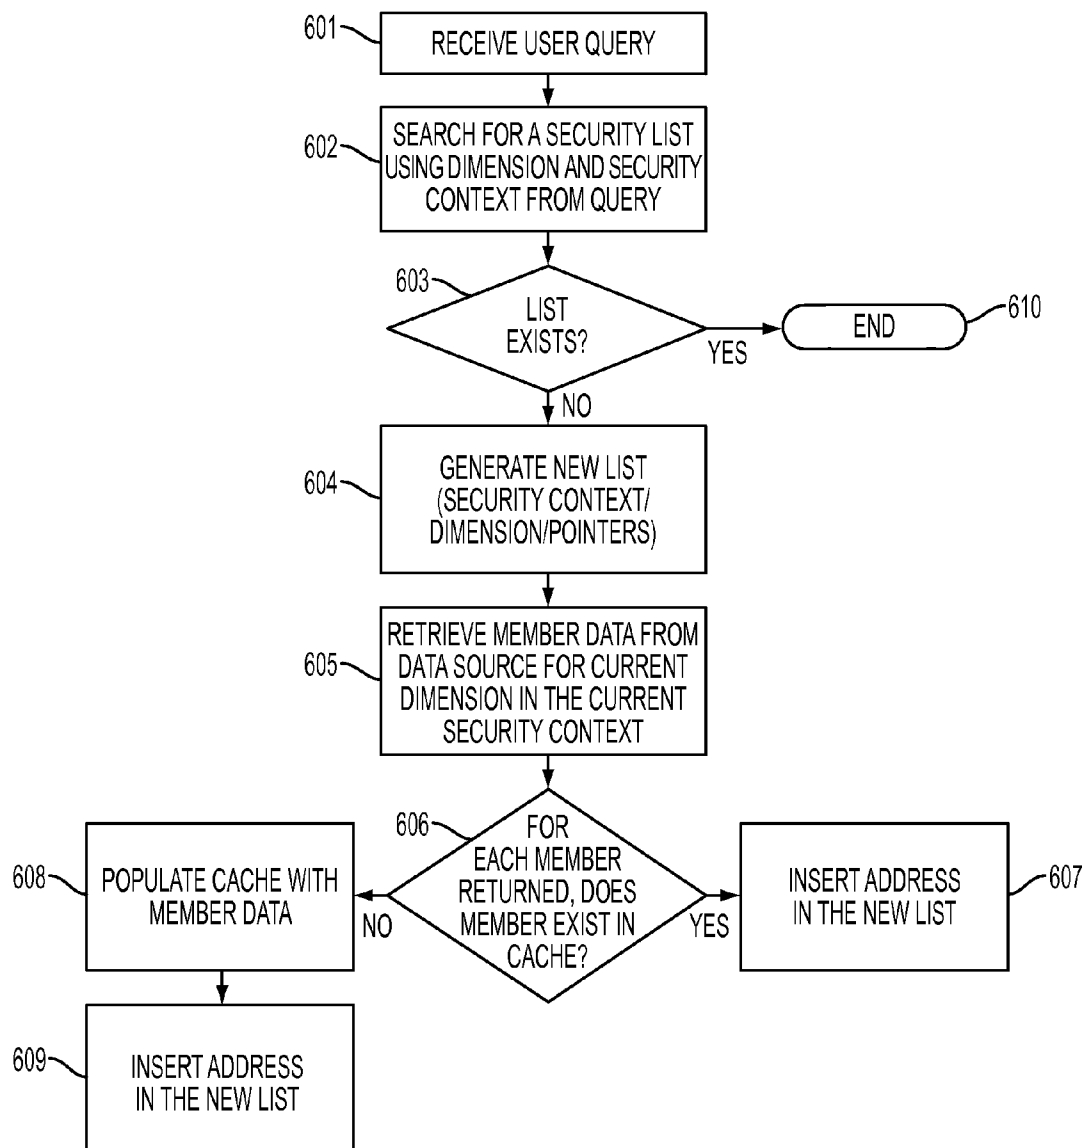 601
RECEIVE USER QUERY
602
SEARCH FOR A SECURITY LIST
USING DIMENSION AND SECURITY
CONTEXT FROM QUERY
603
LIST
EXISTS?
YES
END
610
NO
604
GENERATE NEW LIST
(SECURITY CONTEXT/
DIMENSION/POINTERS)
605
RETRIEVE MEMBER DATA FROM
DATA SOURCE FOR CURRENT
DIMENSION IN THE CURRENT
SECURITY CONTEXT
606
FOR
EACH MEMBER
RETURNED, DOES
MEMBER EXIST IN
CACHE?
NO
YES
608
POPULATE CACHE WITH
MEMBER DATA
INSERT ADDRESS
IN THE NEW LIST
607
609
INSERT ADDRESS
IN THE NEW LIST